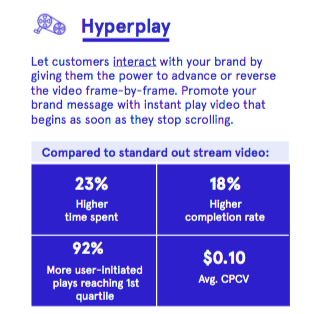 Hyperplay
Let customers interact with your brand by
giving them the power to advance or reverse
the video frame-by-frame. Promote your
brand message with instant play video that
begins as soon as they stop scrolling.
Compared to standard out stream video:
23%
Higher
time spent
18%
Higher
completion rate
92%
More user-initiated
plays reaching 1st
quartile
$0.10
Avg. CPCV